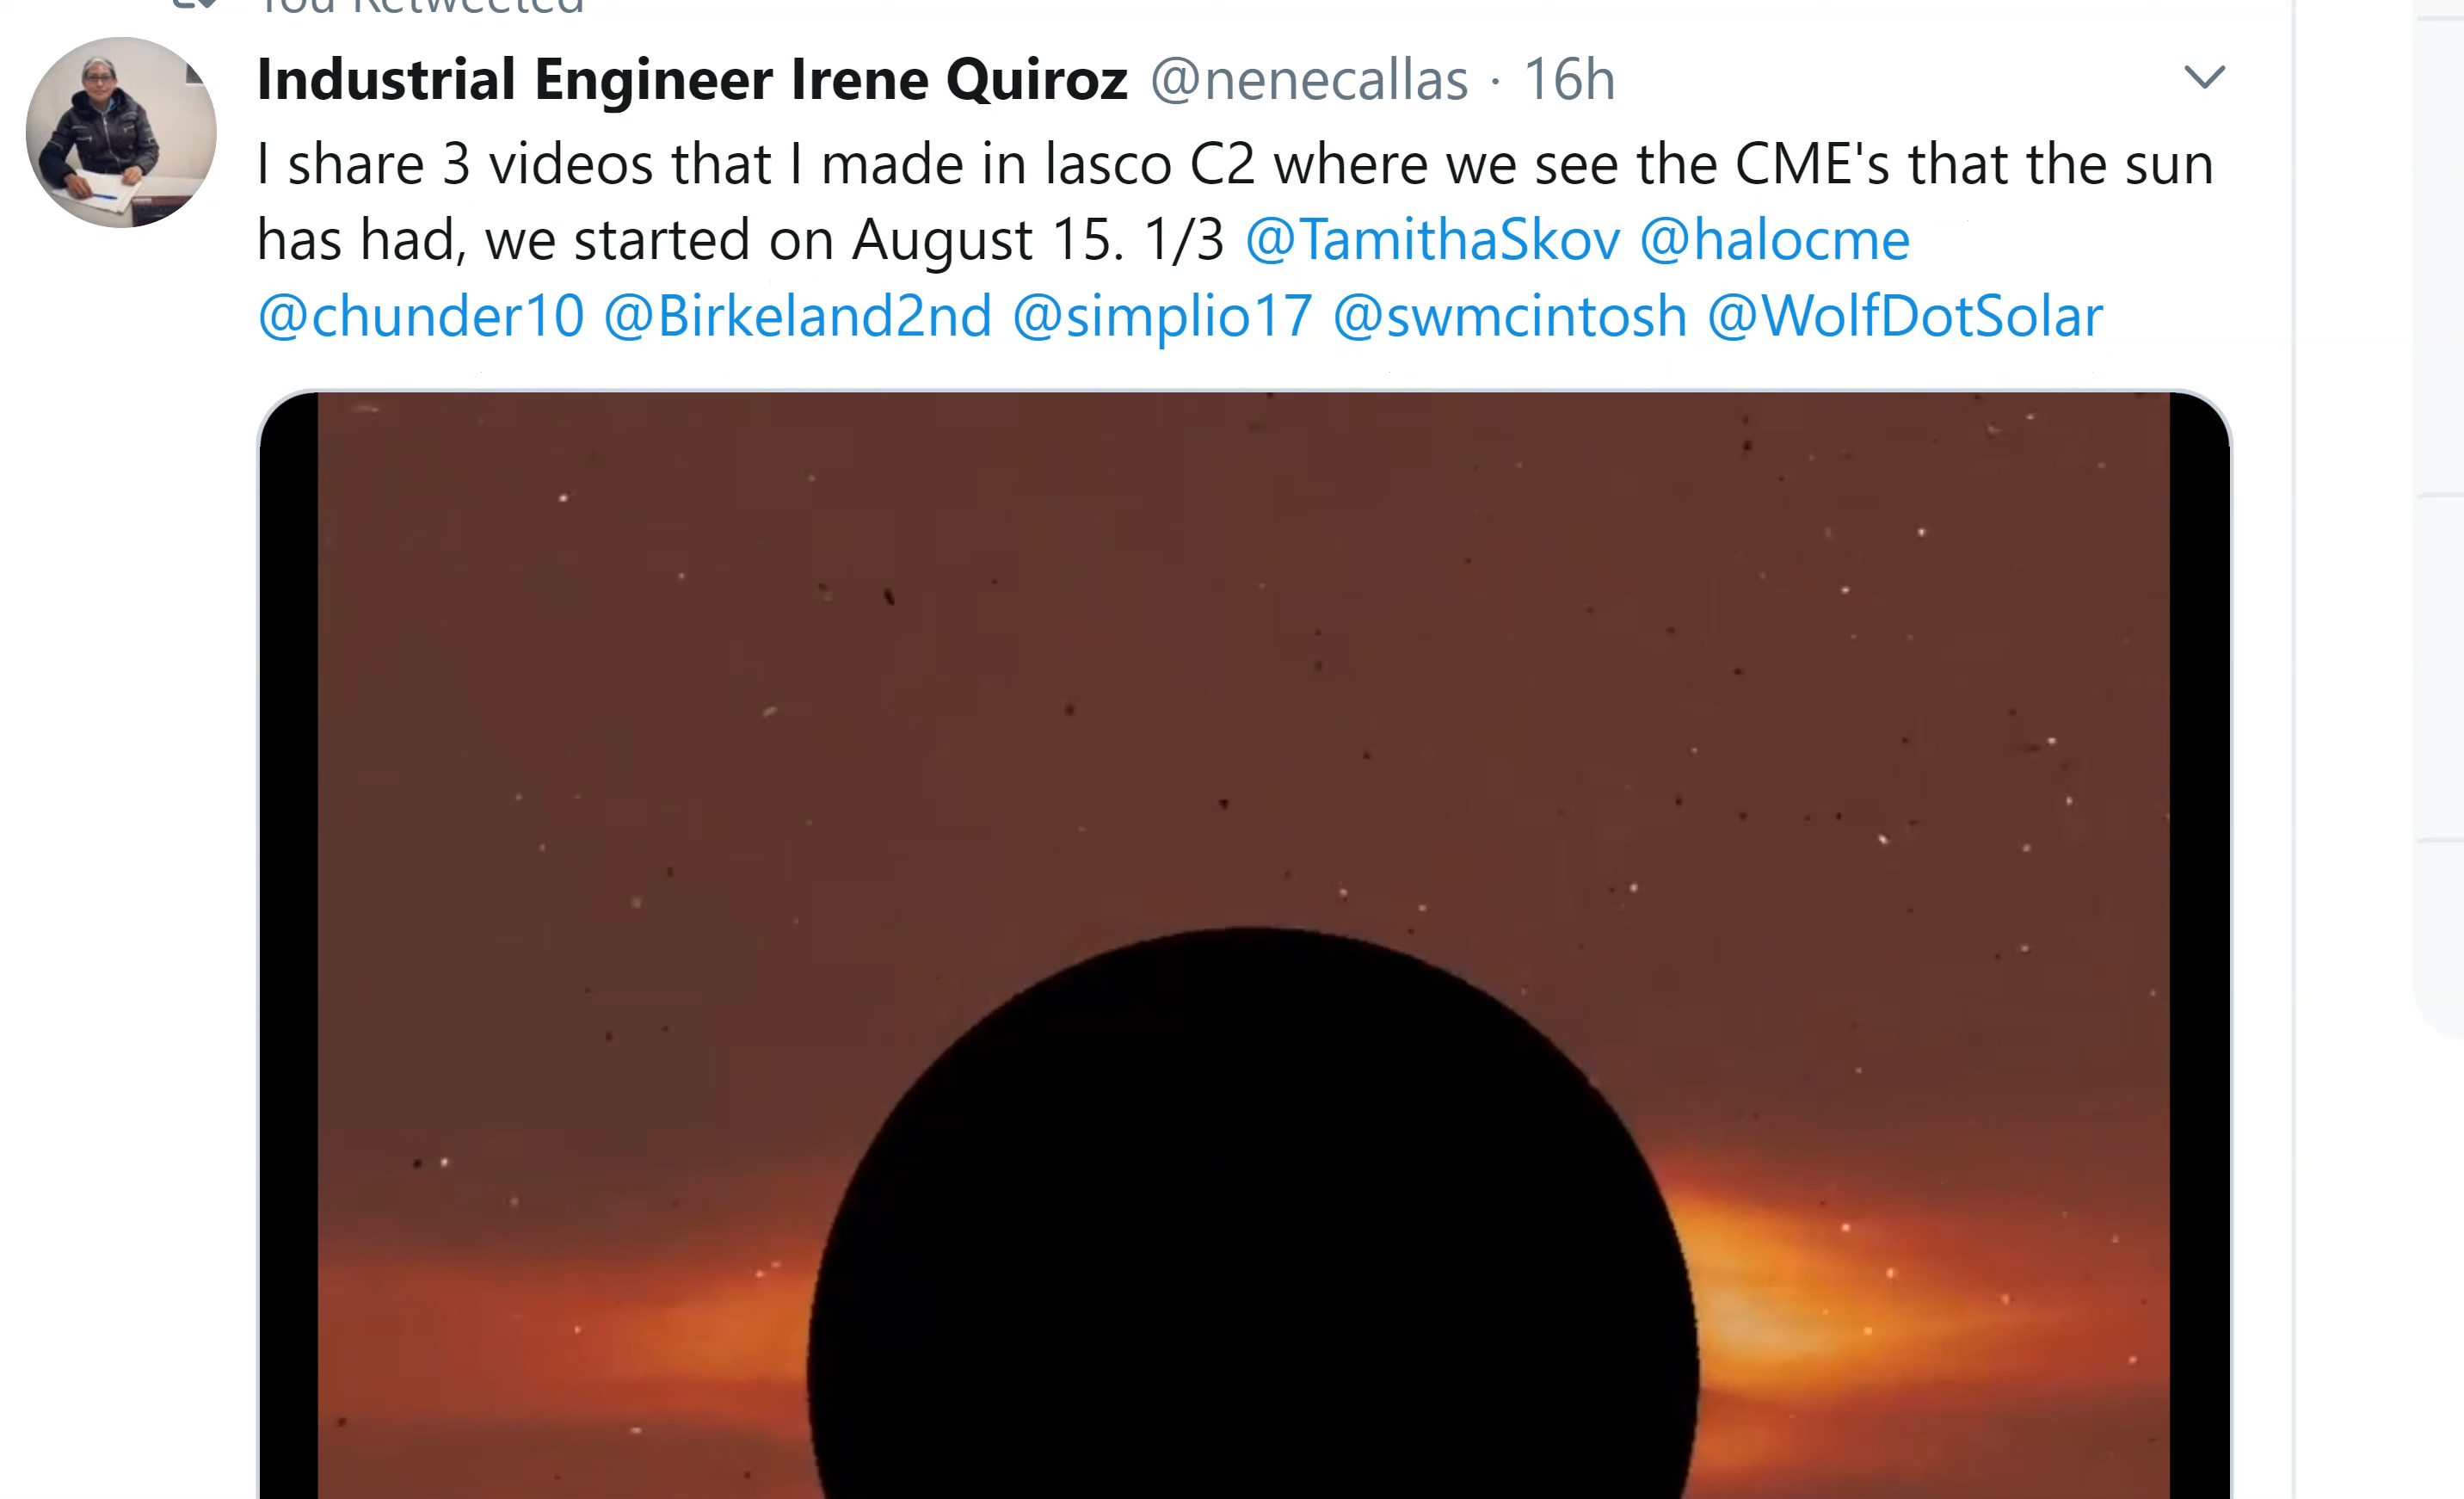 You Retweeted
Industrial Engineer Irene Quiroz @nenecallas · 16h
I share 3 videos that I made in lasco C2 where we see the CME's that the sun
has had, we started on August 15. 1/3 @TamithaSkov @halocme
@chunder10 @Birkeland2nd @simplio17 @swmcintosh @WolfDotSolar